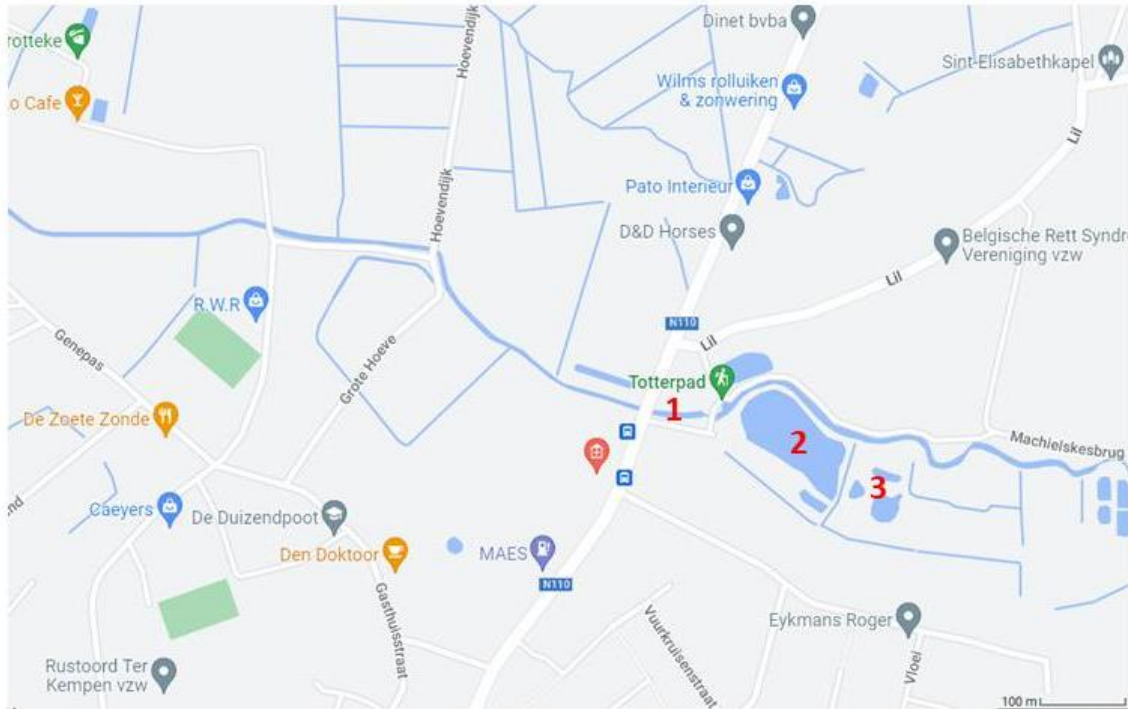 Dinet bvba
rotteke
Hoevendijk
Sint-Elisabethkapel
Wilms rolluiken
& zonwering
o Cafe
Lil
Pato Interieur
Hoevendijk
D&D Horses
Belgische Rett Syndr
Vereniging vzw
Lil
R.W.R
N110
Lil
Genepas
Grote Hoeve
Totterpad
1
De Zoete Zonde
2
Machielskesbrug
3
nd
Caeyers
De Duizendpoot
Den Doktoor
MAES
N110
Gasthuisstraat
Vuurkruisenstraat
Eykmans Roger
Vloei
Rustoord Ter
Kempen vzw
100 m